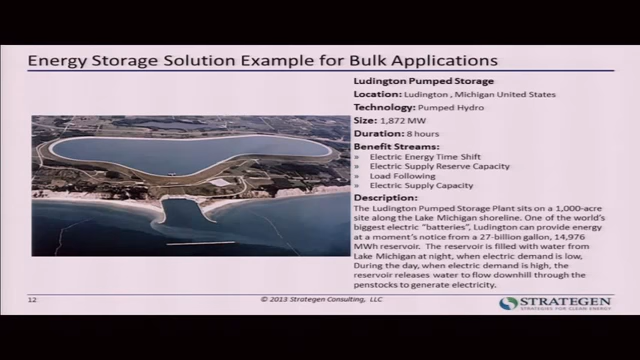 Energy Storage Solution Example for Bulk Applications
Ludington Pumped Storage
Location: Ludington , Michigan United States
Technology: Pumped Hydro
Size: 1,872 MW
Duration: 8 hours
Benefit Streams:
» Electric Energy Time Shift
» Electric Supply Reserve Capacity
» Load Following
» Electric Supply Capacity
Description:
The Ludington Pumped Storage Plant sits on a 1,000-acre
site along the Lake Michigan shoreline. One of the world's
biggest electric "batteries", Ludington can provide energy
at a moment's notice from a 27-billion gallon, 14,976
MWh reservoir. The reservoir is filled with water from
Lake Michigan at night, when electric demand is low,
During the day, when electric demand is high, the
reservoir releases water to flow downhill through the
penstocks to generate electricity.
12
© 2013 Strategen Consulting, LLC
STRATEGEN
STRATEGIES FOR CLEAN ENERGY